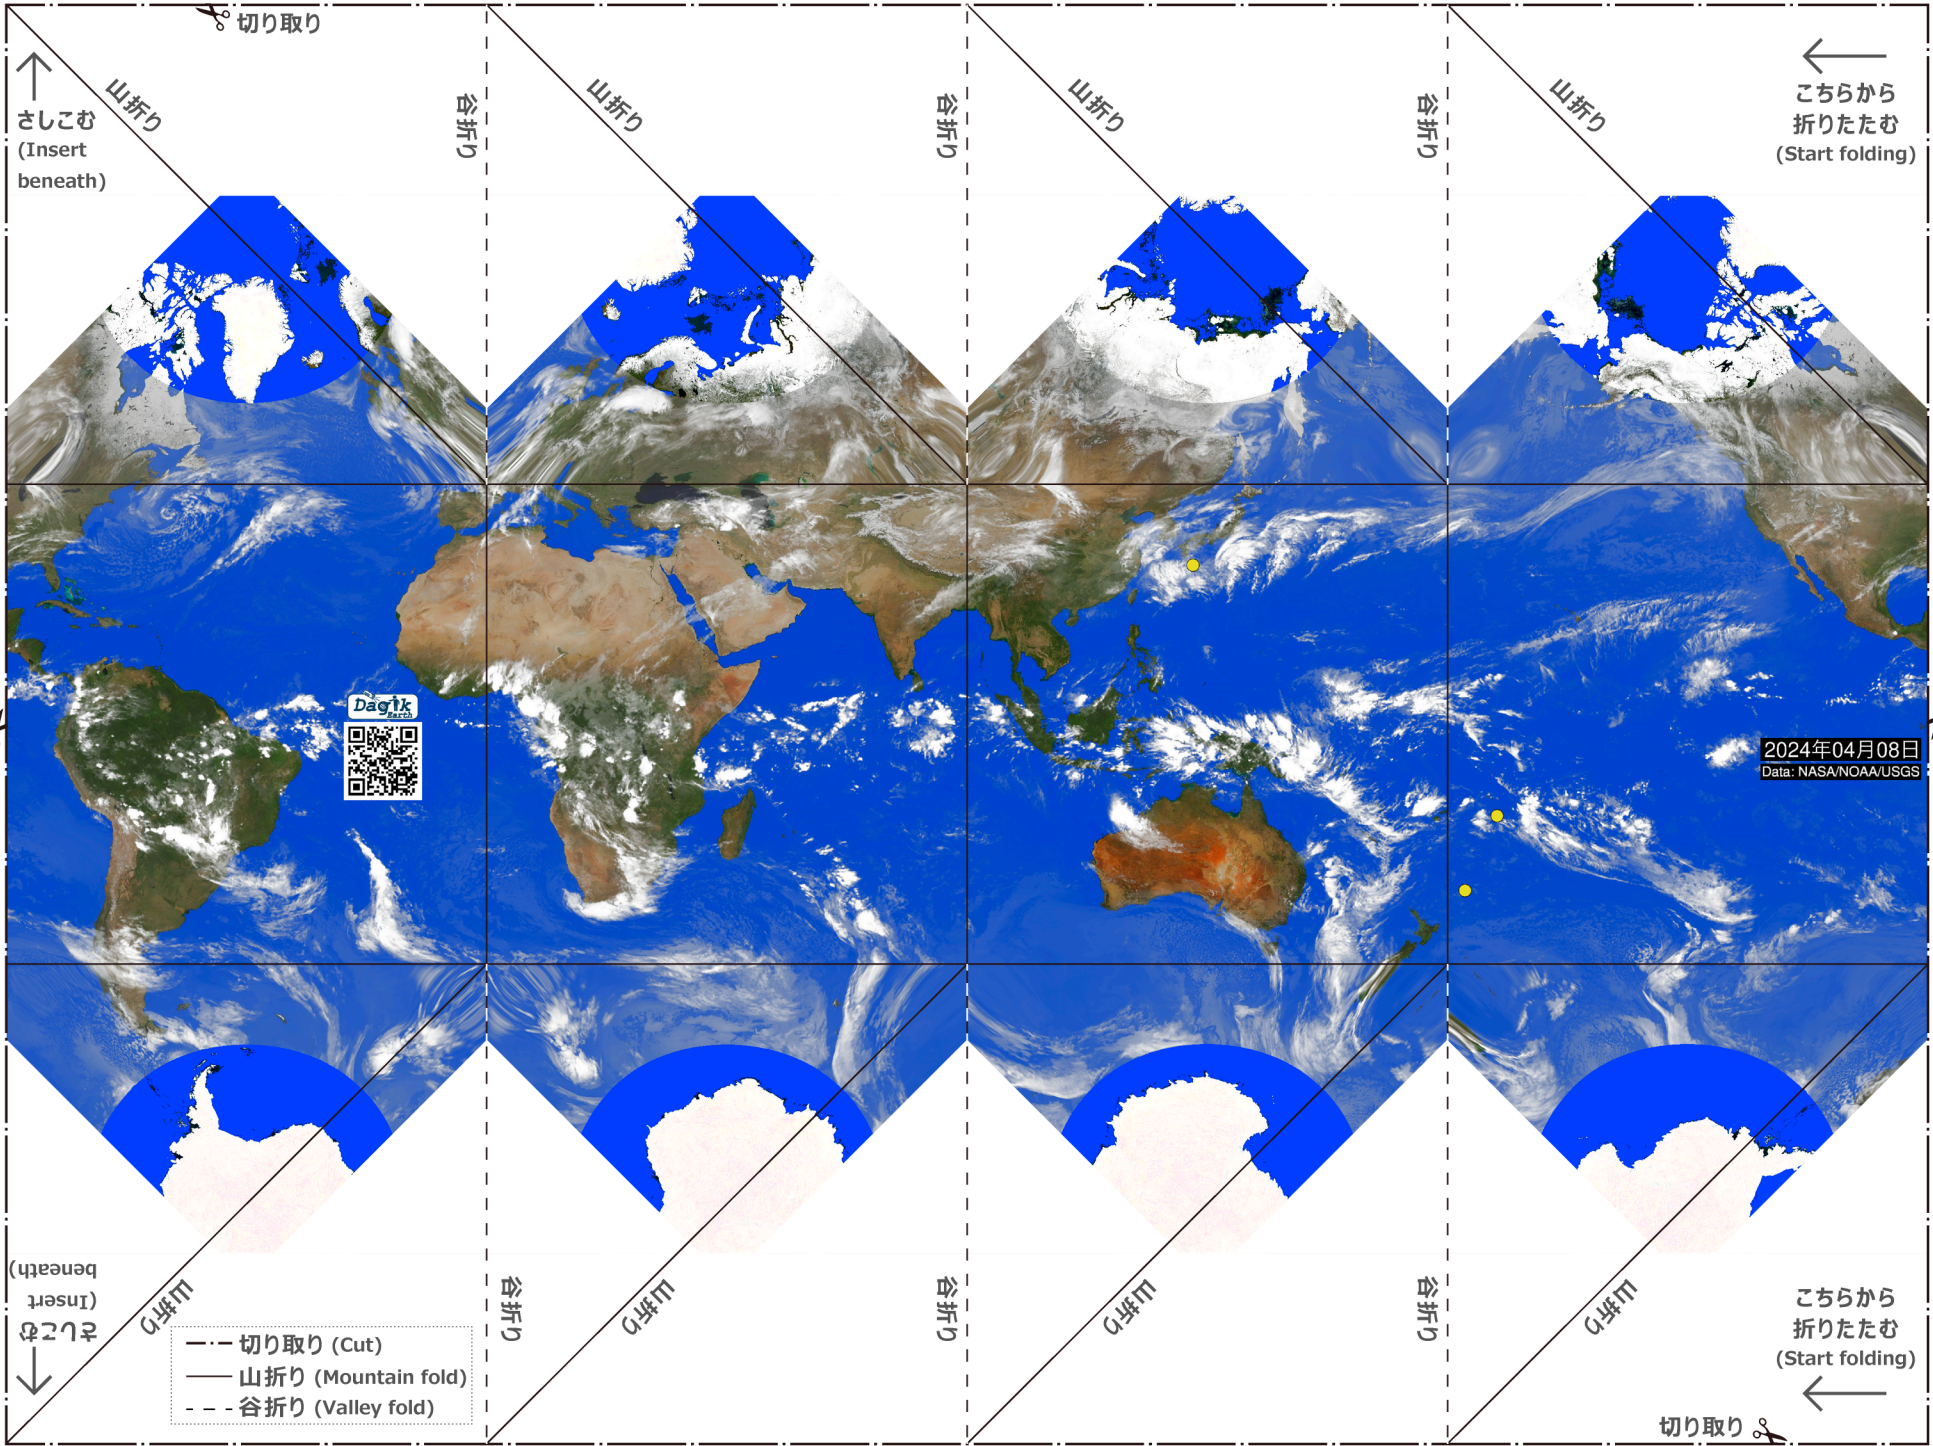 切り取り
山折り
谷折り
山折り
谷折り
山折り
谷折り
山折り
さしこむ
(Insert
beneath)
こちらから
折りたたむ
(Start folding)
Dagik
Earth
2024年04月08日
Data: NASA/NOAA/USGS
さしこむ
(Insert
beneath)
山折り
谷折り
山折り
谷折り
山折り
谷折り
山折り
こちらから
折りたたむ
(Start folding)
切り取り (Cut)
山折り (Mountain fold)
谷折り (Valley fold)
切り取り